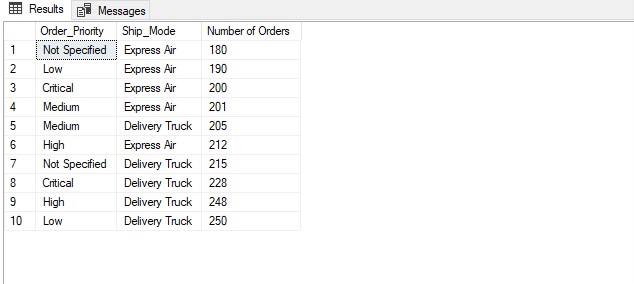 Results Messages
Order_Priority Ship_Mode Number of Orders
1 Not Specified Express Air 180
2 Low Express Air 190
3 Critical Express Air 200
4 Medium Express Air 201
5 Medium Delivery Truck 205
6 High Express Air 212
7 Not Specified Delivery Truck 215
8 Critical Delivery Truck 228
9 High Delivery Truck 248
10 Low Delivery Truck 250